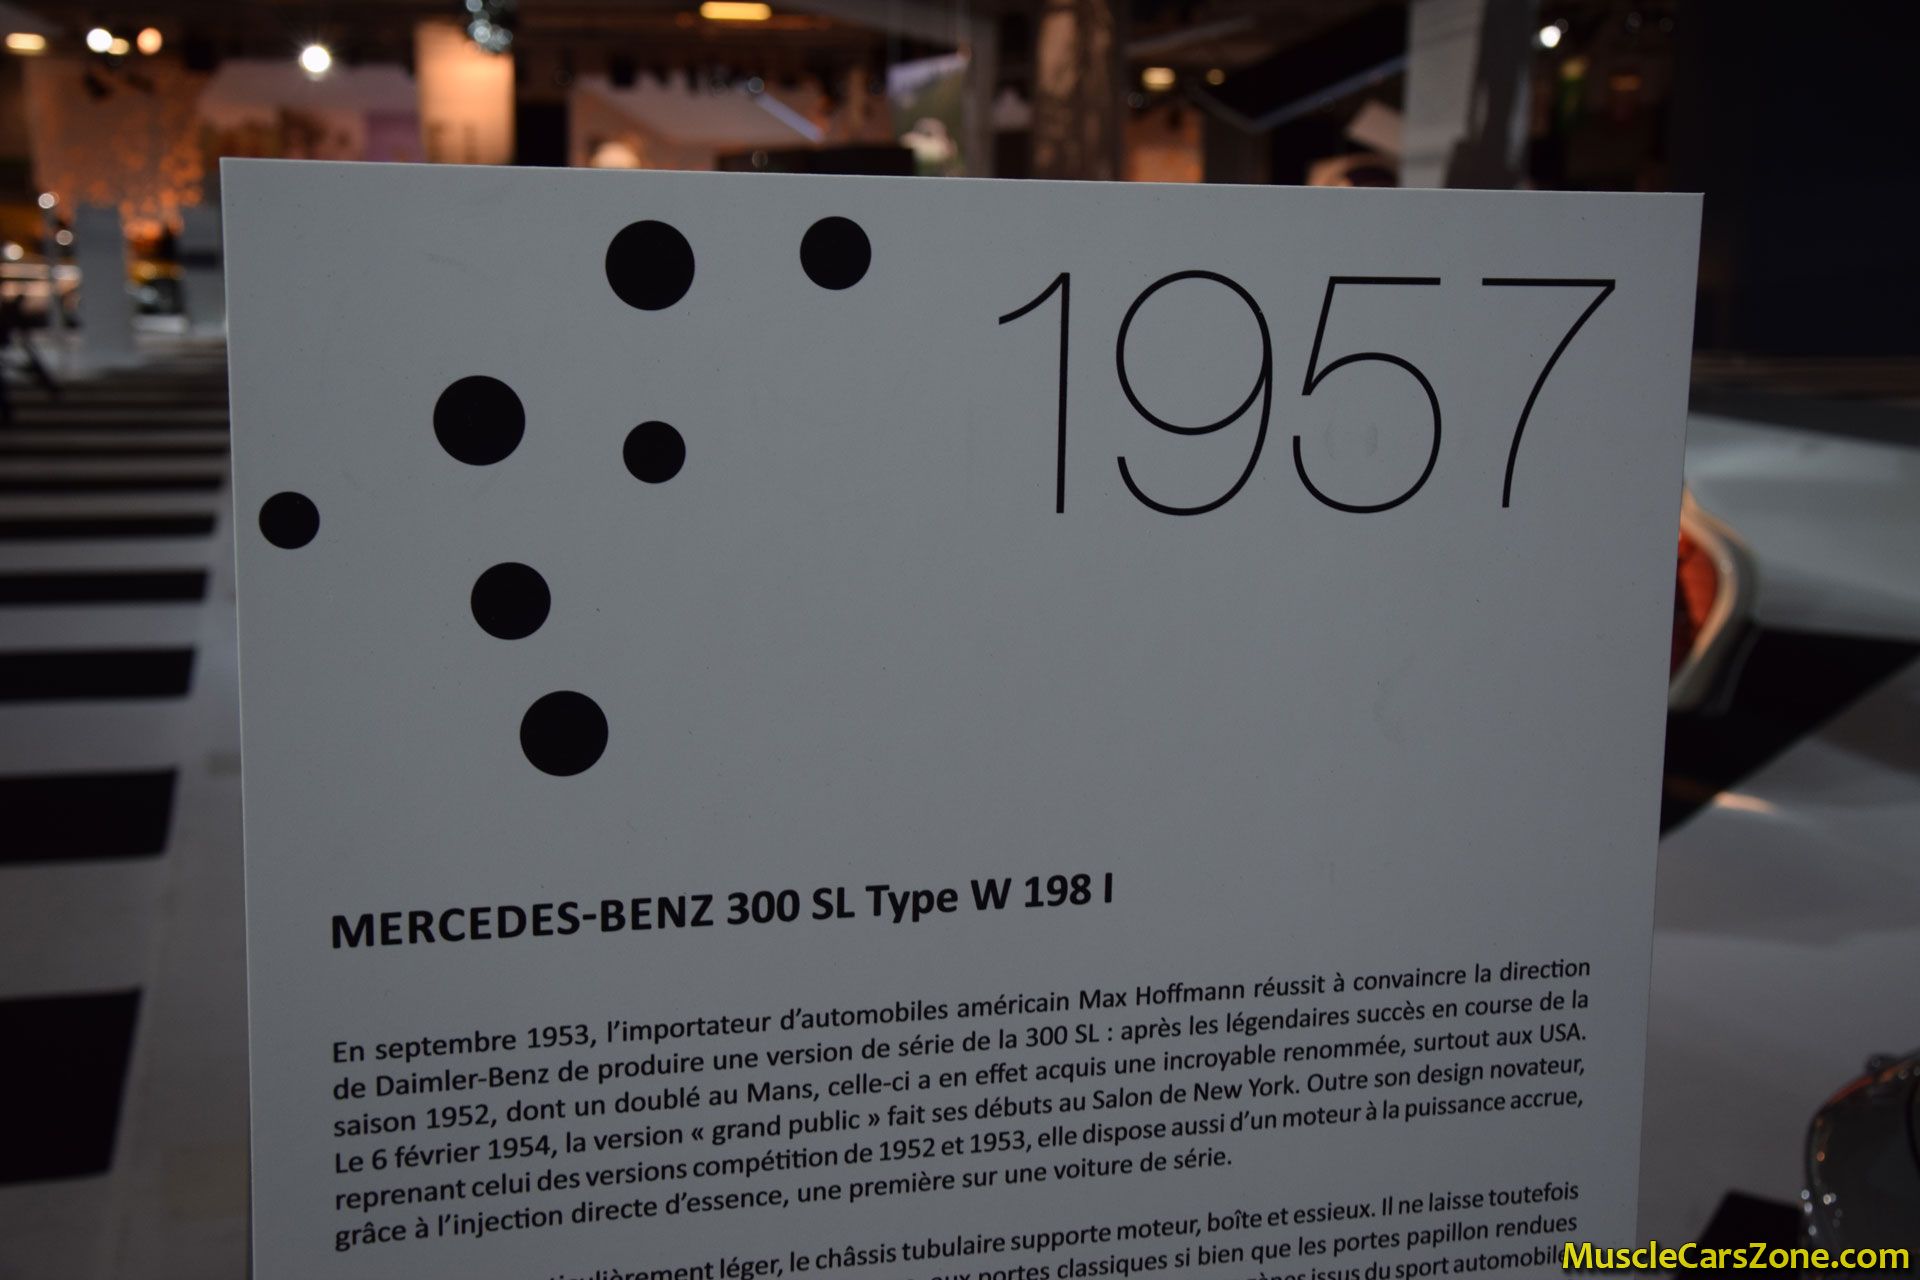 1957
MERCEDES-BENZ 300 SL Type W 198 I
En septembre 1953, l'importateur d'automobiles américain Max Hoffmann réussit à convaincre la direction
de Daimler-Benz de produire une version de série de la 300 SL : après les légendaires succès en course de la
saison 1952, dont un doublé au Mans, celle-ci a en effet acquis une incroyable renommée, surtout aux USA.
Le 6 février 1954, la version « grand public » fait ses débuts au Salon de New York. Outre son design novateur,
reprenant celui des versions compétition de 1952 et 1953, elle dispose aussi d'un moteur à la puissance accrue,
grâce à l'injection directe d'essence, une première sur une voiture de série.
léger, le châssis tubulaire supporte moteur, boîte et essieux. Il ne laisse toutefois
portes classiques si bien que les portes papillon rendues
issus du sport automobile
MuscleCarsZone.com